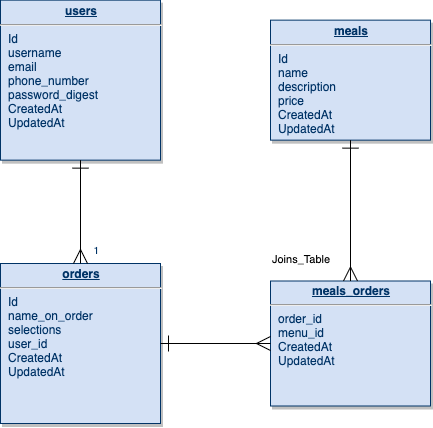 users
Id
username
email
phone_number
password_digest
CreatedAt
UpdatedAt
meals
Id
name
description
price
CreatedAt
UpdatedAt
1
Joins_Table
orders
Id
name_on_order
selections
user_id
CreatedAt
UpdatedAt
meals_orders
order_id
menu_id
CreatedAt
UpdatedAt